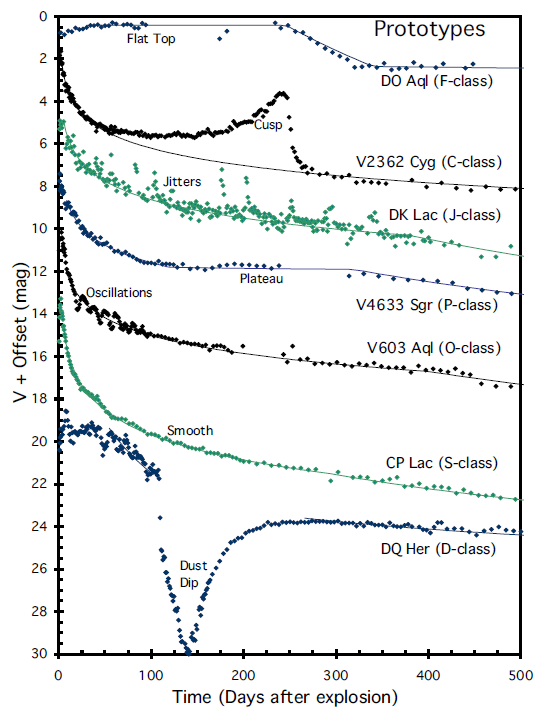 Prototypes
Flat Top
DO Aql (F-class)
Cusp
V2362 Cyg (C-class)
Jitters
DK Lac (J-class)
Plateau
V4633 Sgr (P-class)
Oscillations
V603 Aql (O-class)
Smooth
CP Lac (S-class)
DQ Her (D-class)
Dust
Dip
V + Offset (mag)
0
2
4
6
8
10
12
14
16
18
20
22
24
26
28
30
0 100 200 300 400 500
Time (Days after explosion)